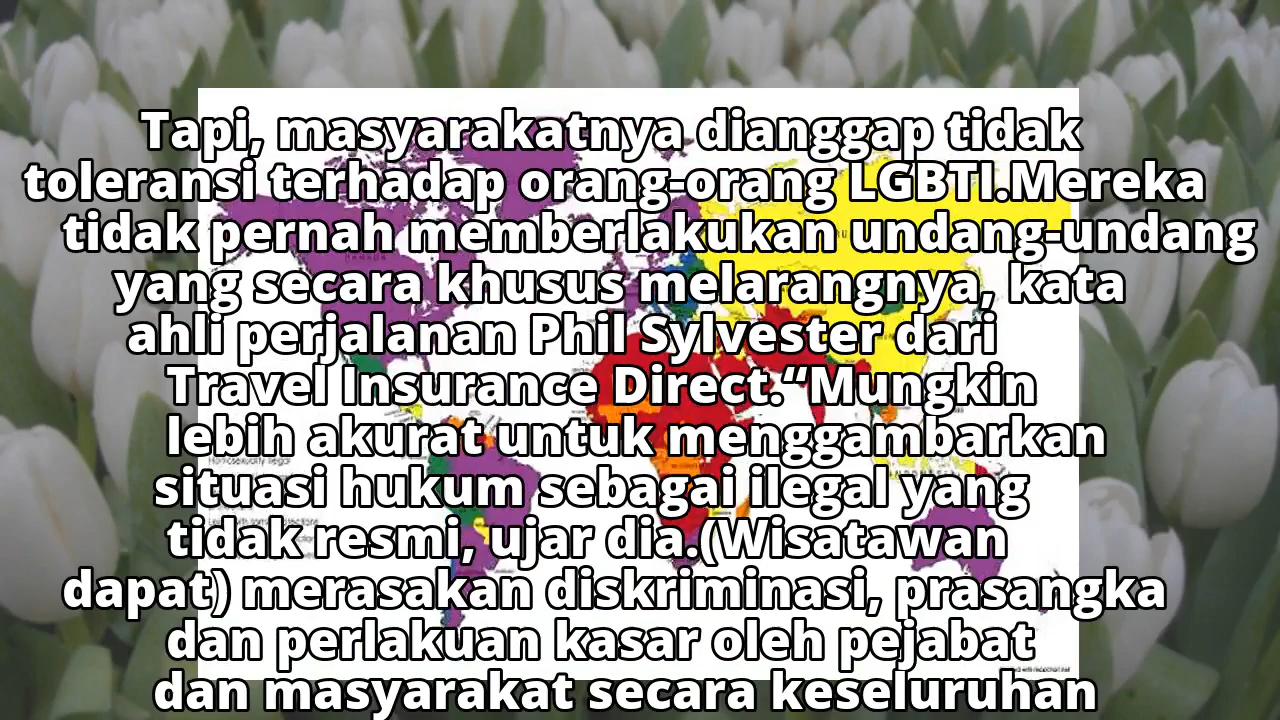 Tapi, masyarakatnya dianggap tidak
toleransi terhadap orang-orang LGBTI.Mereka
tidak pernah memberlakukan undang-undang
yang secara khusus melarangnya, kata
ahli perjalanan Phil Sylvester dari
Travel Insurance Direct.“Mungkin
lebih akurat untuk menggambarkan
situasi hukum sebagai ilegal yang
tidak resmi, ujar dia.(Wisatawan
dapat) merasakan diskriminasi, prasangka
dan perlakuan kasar oleh pejabat
dan masyarakat secara keseluruhan